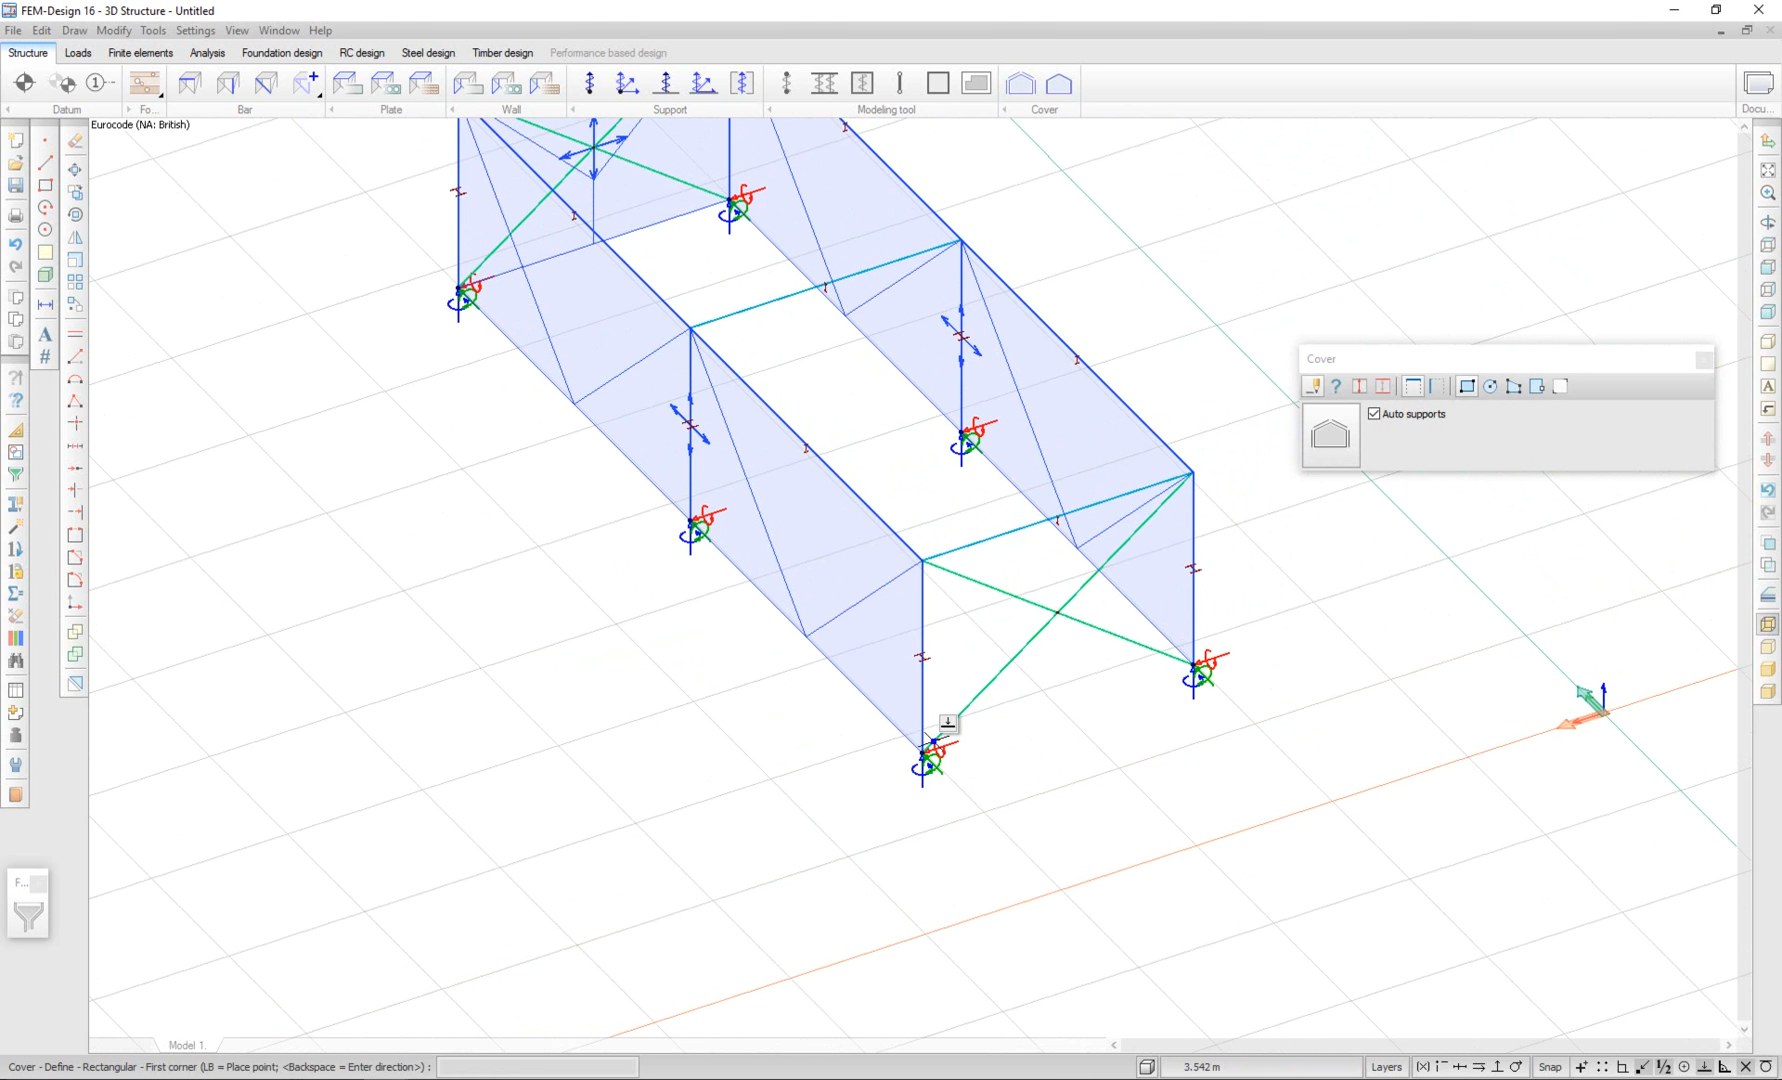 FEM-Design 16 - 3D Structure - Untitled
File Edit Draw Modify Tools Settings View Window Help
Structure Loads Finite elements Analysis Foundation design RC design Steel design Timber design Performance based design
Datum Fo... Bar Plate Wall Support Modeling tool Cover Docu...
Eurocode (NA: British)
Cover
Auto supports
F...
Model 1.
Cover - Define - Rectangular - First corner (LB = Place point; <Backspace = Enter direction>) :
3.542 m
Layers
Snap